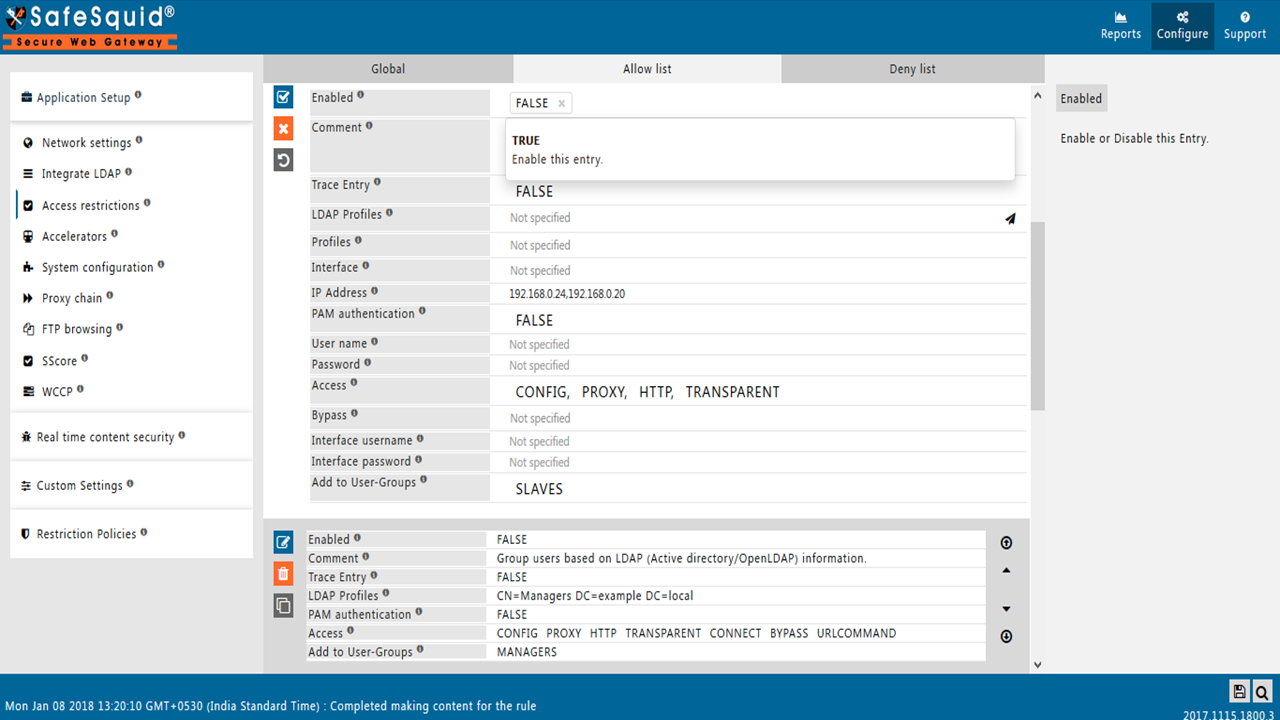 SafeSquid®
Secure Web Gateway
Reports
Configure
Support
Application Setup
Network settings
Integrate LDAP
Access restrictions
Accelerators
System configuration
Proxy chain
FTP browsing
SScore
WCCP
Real time content security
Custom Settings
Restriction Policies
Global
Allow list
Deny list
Enabled FALSE ×
Comment
TRUE
Enable this entry.
Trace Entry FALSE
LDAP Profiles Not specified
Profiles Not specified
Interface Not specified
IP Address 192.168.0.24,192.168.0.20
PAM authentication FALSE
User name Not specified
Password Not specified
Access CONFIG, PROXY, HTTP, TRANSPARENT
Bypass Not specified
Interface username Not specified
Interface password Not specified
Add to User-Groups SLAVES
Enabled FALSE
Comment Group users based on LDAP (Active directory/OpenLDAP) information.
Trace Entry FALSE
LDAP Profiles CN=Managers DC=example DC=local
PAM authentication FALSE
Access CONFIG PROXY HTTP TRANSPARENT CONNECT BYPASS URLCOMMAND
Add to User-Groups MANAGERS
Enabled
Enable or Disable this Entry.
Mon Jan 08 2018 13:20:10 GMT+0530 (India Standard Time) : Completed making content for the rule
2017.1115.1800.3